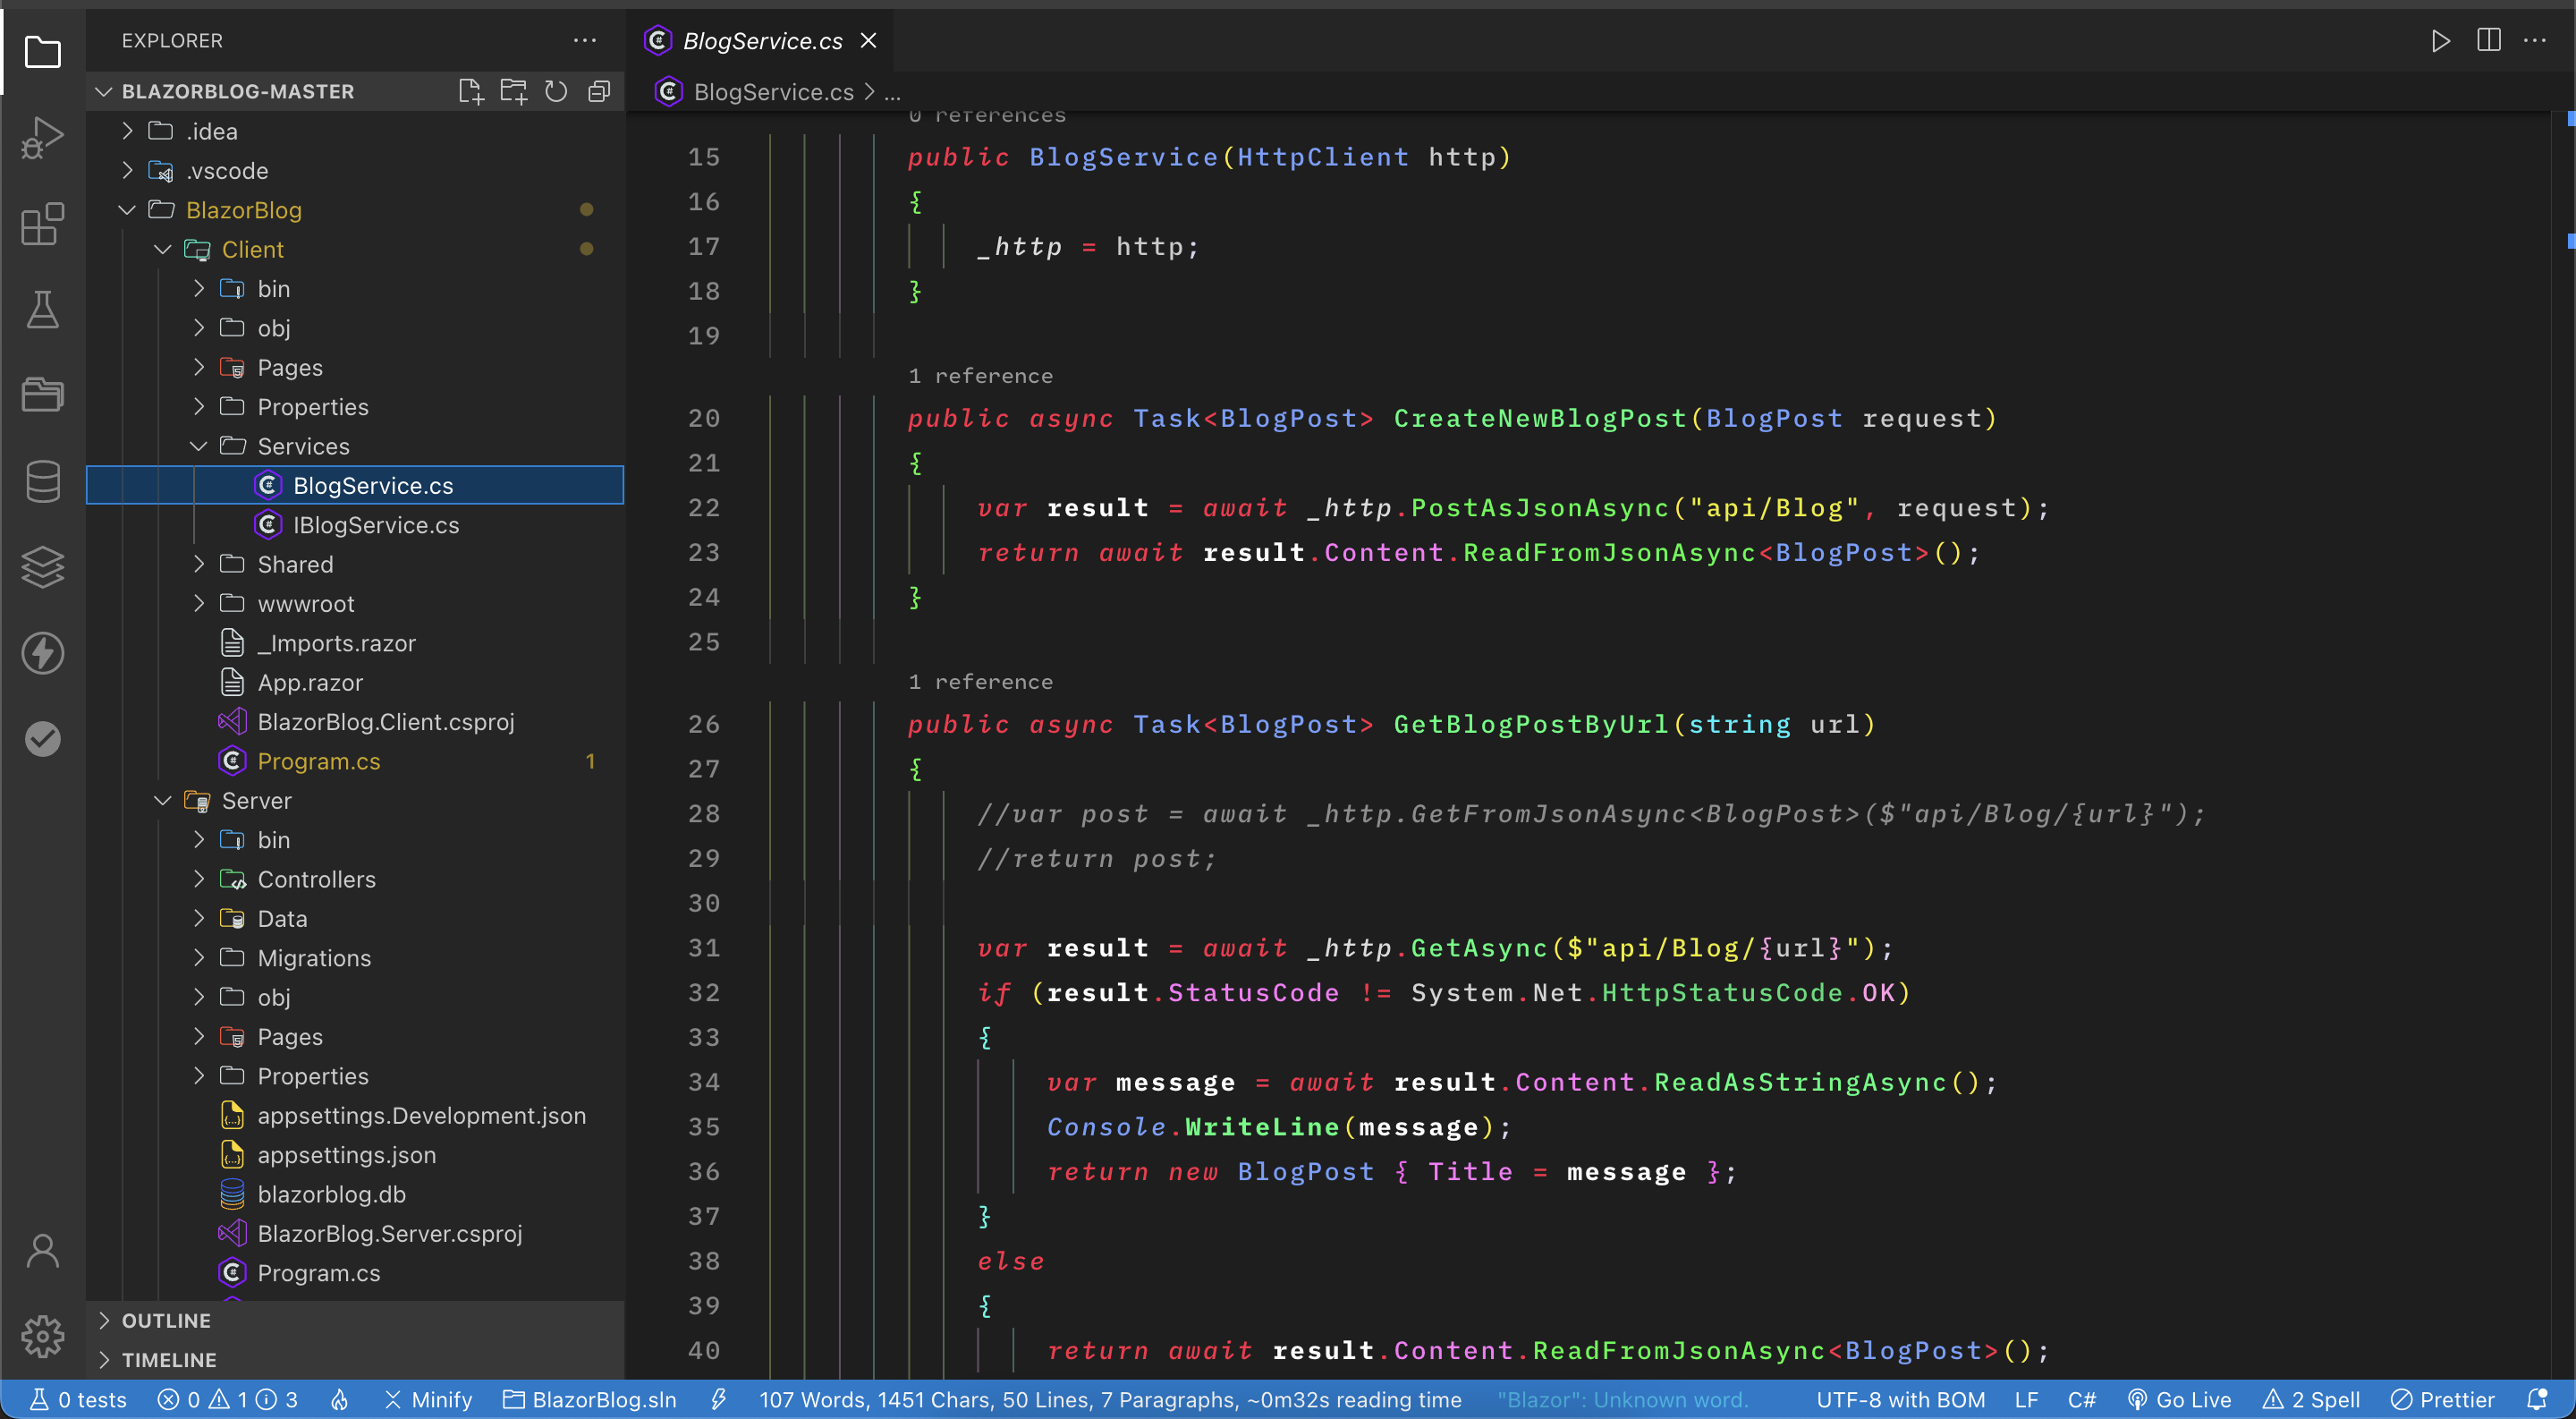 EXPLORER
BLAZORBLOG-MASTER
.idea
.vscode
BlazorBlog
Client
bin
obj
Pages
Properties
Services
BlogService.cs
IBlogService.cs
Shared
wwwroot
_Imports.razor
App.razor
BlazorBlog.Client.csproj
Program.cs 1
Server
bin
Controllers
Data
Migrations
obj
Pages
Properties
appsettings.Development.json
appsettings.json
blazorblog.db
BlazorBlog.Server.csproj
Program.cs
OUTLINE
TIMELINE
BlogService.cs
BlogService.cs > ...
0 references
15 public BlogService(HttpClient http)
16 {
17 _http = http;
18 }
19
1 reference
20 public async Task<BlogPost> CreateNewBlogPost(BlogPost request)
21 {
22 var result = await _http.PostAsJsonAsync("api/Blog", request);
23 return await result.Content.ReadFromJsonAsync<BlogPost>();
24 }
25
1 reference
26 public async Task<BlogPost> GetBlogPostByUrl(string url)
27 {
28 //var post = await _http.GetFromJsonAsync<BlogPost>($"api/Blog/{url}");
29 //return post;
30
31 var result = await _http.GetAsync($"api/Blog/{url}");
32 if (result.StatusCode != System.Net.HttpStatusCode.OK)
33 {
34 var message = await result.Content.ReadAsStringAsync();
35 Console.WriteLine(message);
36 return new BlogPost { Title = message };
37 }
38 else
39 {
40 return await result.Content.ReadFromJsonAsync<BlogPost>();
0 tests 0 1 3 Minify BlazorBlog.sln 107 Words, 1451 Chars, 50 Lines, 7 Paragraphs, ~0m32s reading time "Blazor": Unknown word. UTF-8 with BOM LF C# Go Live 2 Spell Prettier